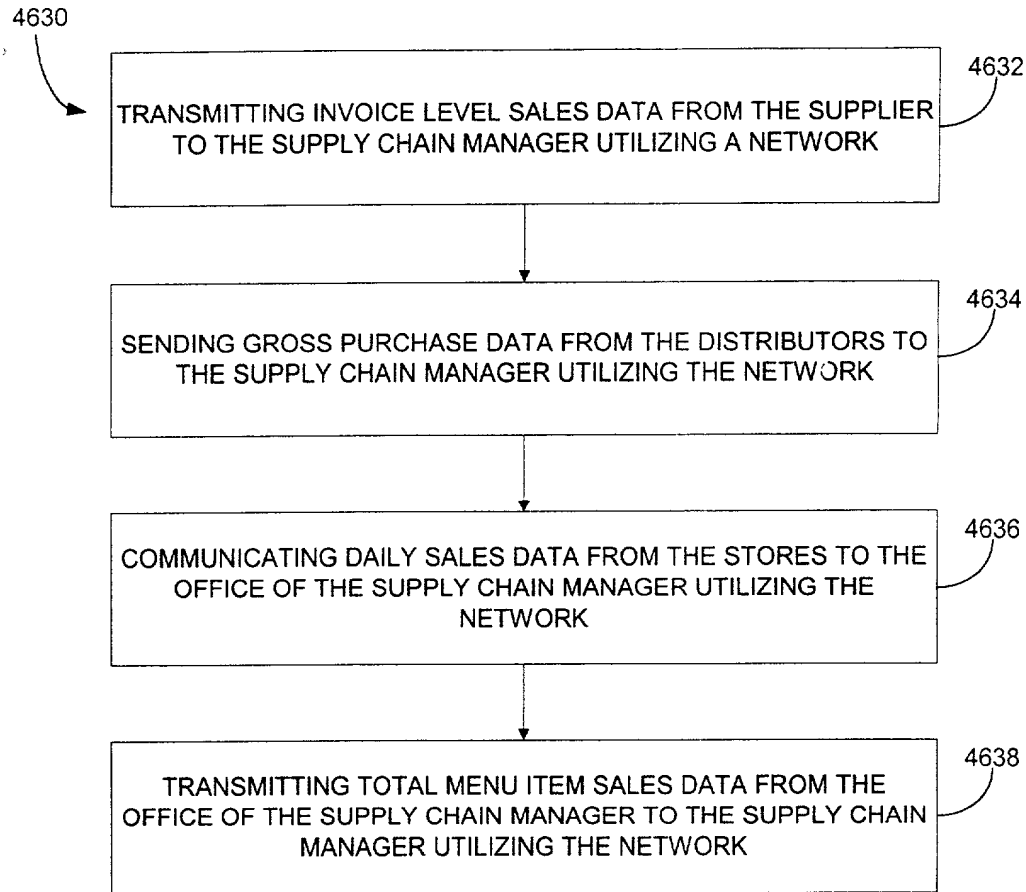 4630
4632
TRANSMITTING INVOICE LEVEL SALES DATA FROM THE SUPPLIER
TO THE SUPPLY CHAIN MANAGER UTILIZING A NETWORK
4634
SENDING GROSS PURCHASE DATA FROM THE DISTRIBUTORS TO
THE SUPPLY CHAIN MANAGER UTILIZING THE NETWORK
4636
COMMUNICATING DAILY SALES DATA FROM THE STORES TO THE
OFFICE OF THE SUPPLY CHAIN MANAGER UTILIZING THE
NETWORK
4638
TRANSMITTING TOTAL MENU ITEM SALES DATA FROM THE
OFFICE OF THE SUPPLY CHAIN MANAGER TO THE SUPPLY CHAIN
MANAGER UTILIZING THE NETWORK